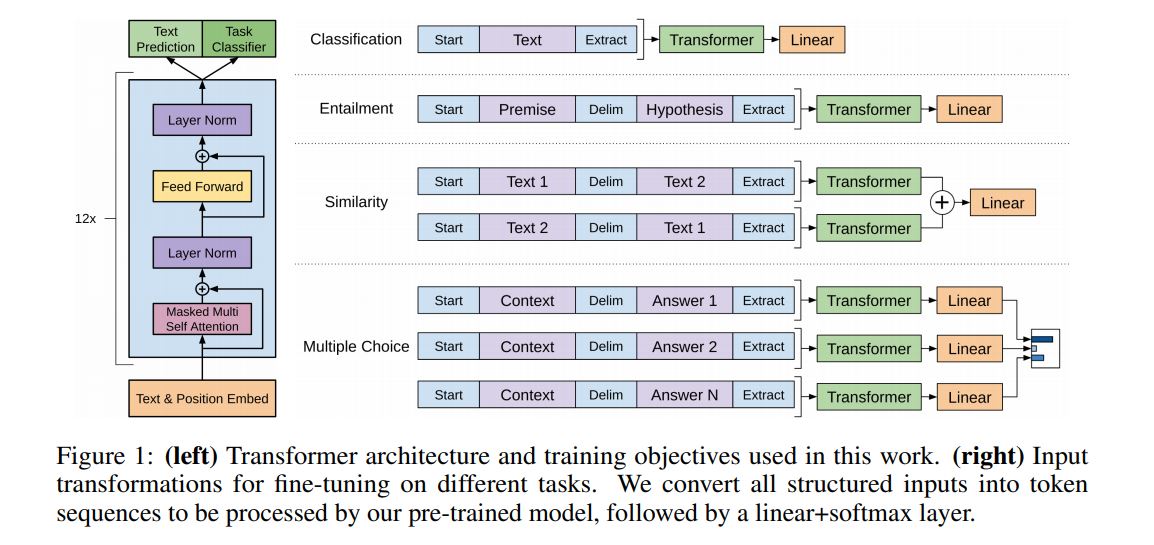 Text Prediction
Task Classifier
Layer Norm
Feed Forward
12x
Layer Norm
Masked Multi
Self Attention
Text & Position Embed
Classification
Start Text Extract Transformer Linear
Entailment
Start Premise Delim Hypothesis Extract Transformer Linear
Similarity
Start Text 1 Delim Text 2 Extract Transformer
Start Text 2 Delim Text 1 Extract Transformer
+ Linear
Multiple Choice
Start Context Delim Answer 1 Extract Transformer Linear
Start Context Delim Answer 2 Extract Transformer Linear
Start Context Delim Answer N Extract Transformer Linear
Figure 1: (left) Transformer architecture and training objectives used in this work. (right) Input
transformations for fine-tuning on different tasks. We convert all structured inputs into token
sequences to be processed by our pre-trained model, followed by a linear+softmax layer.